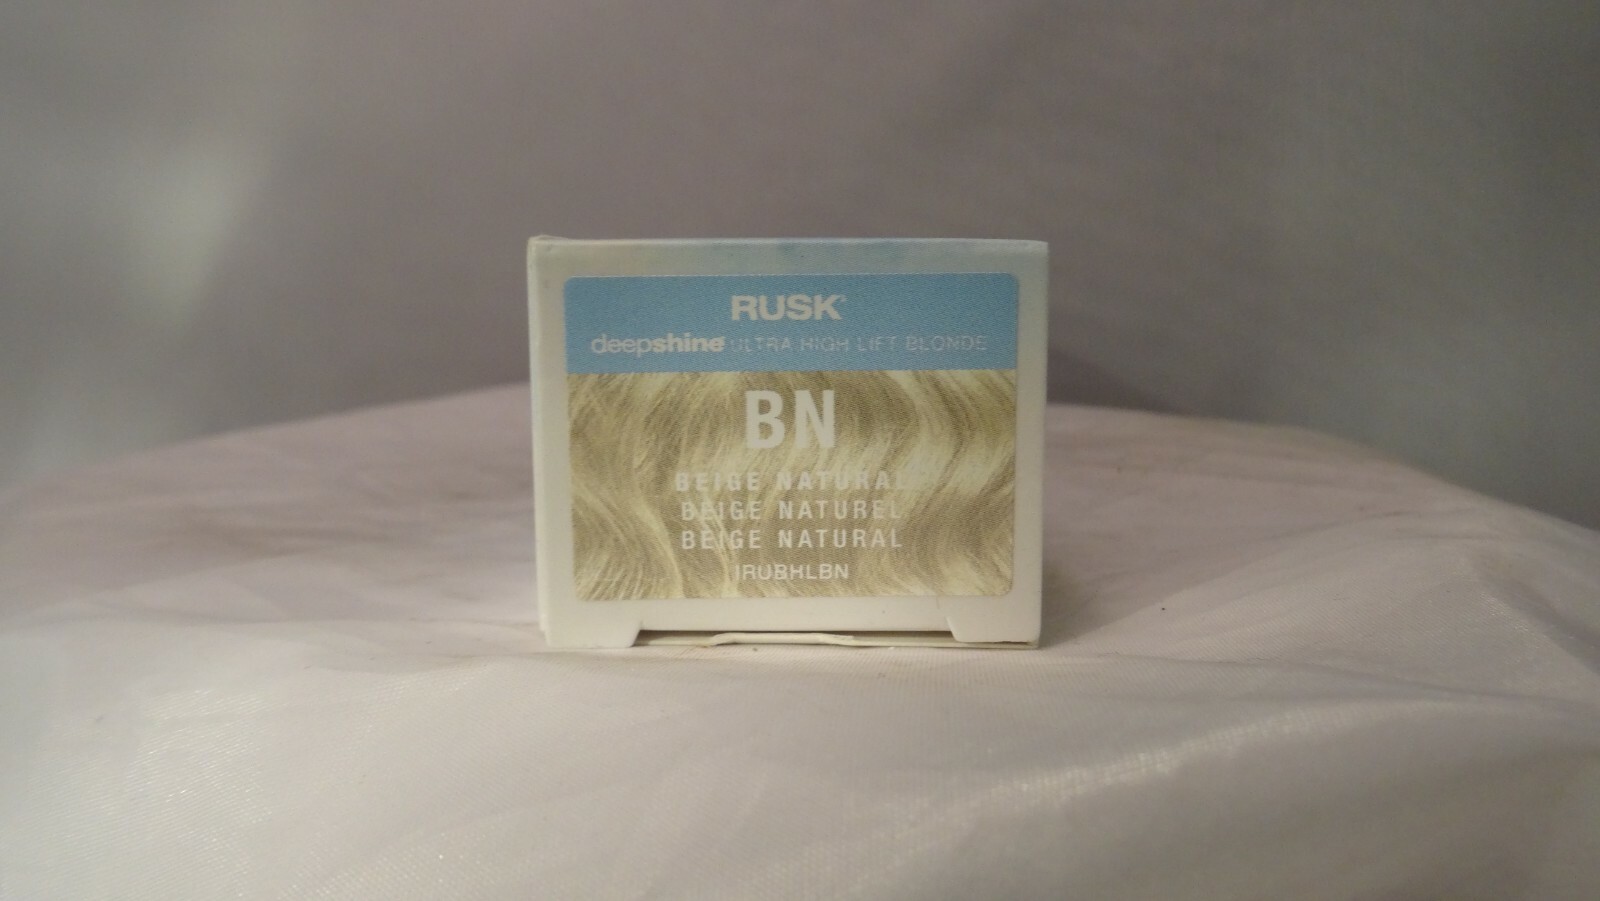 RUSK®
deepshine® ULTRA HIGH LIFT BLONDE
BN
BEIGE NATURAL
BEIGE NATUREL
BEIGE NATURAL
IRUBHLBN